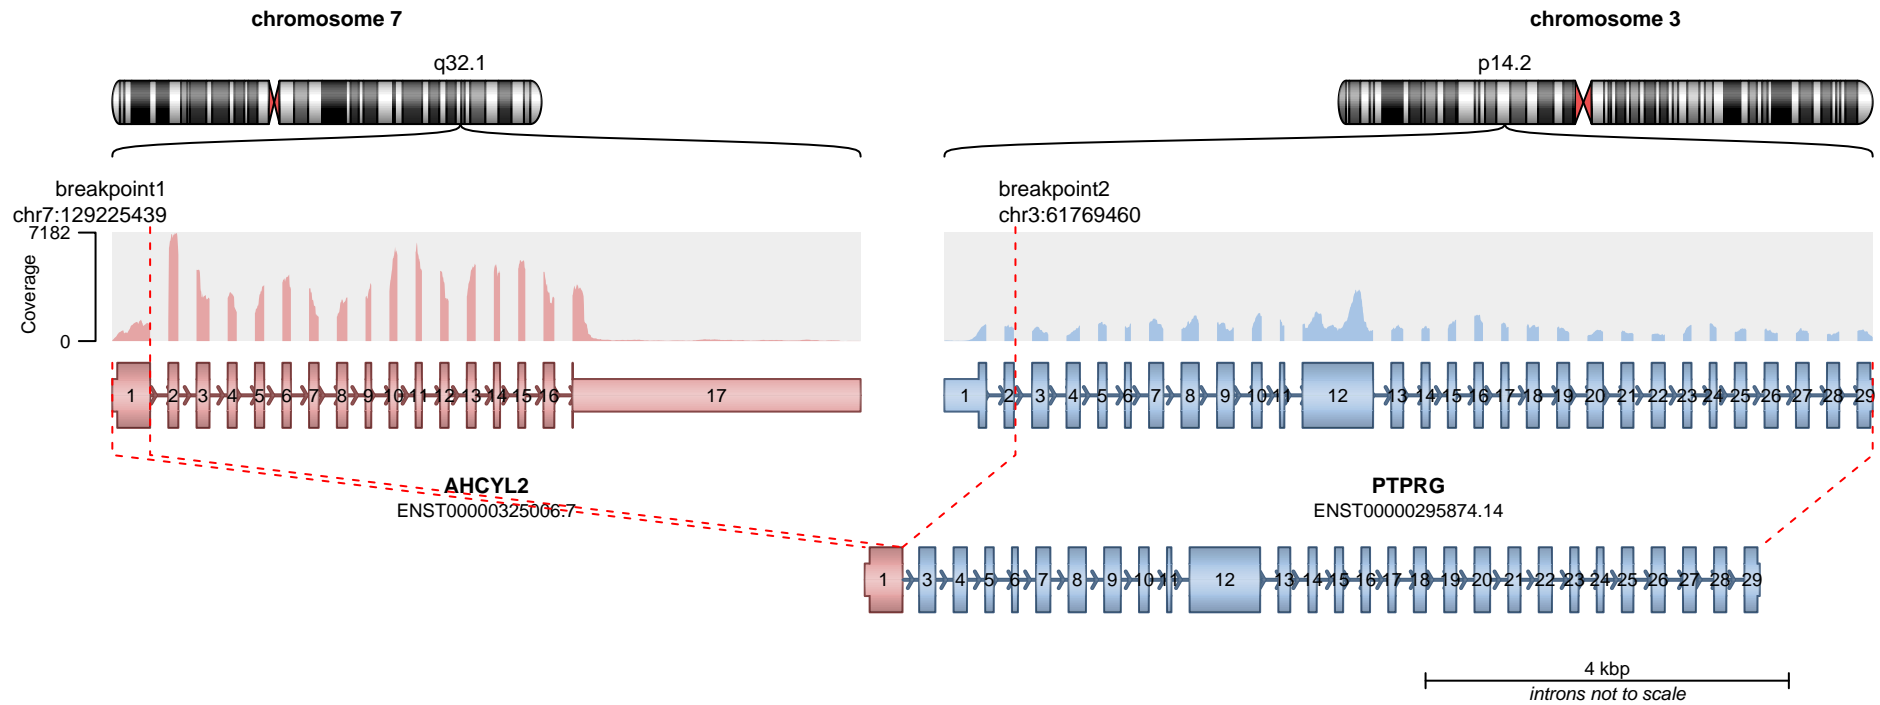 chromosome 7
chromosome 3
q32.1
p14.2
breakpoint1
chr7:129225439
breakpoint2
chr3:61769460
7182
Coverage
0
1 2 3 4 5 6 7 8 9 10 11 12 13 14 15 16 17
1 2 3 4 5 6 7 8 9 10 11 12 13 14 15 16 17 18 19 20 21 22 23 24 25 26 27 28 29
AHCYL2
ENST00000325006.7
PTPRG
ENST00000295874.14
1 3 4 5 6 7 8 9 10 11 12 13 14 15 16 17 18 19 20 21 22 23 24 25 26 27 28 29
4 kbp
introns not to scale